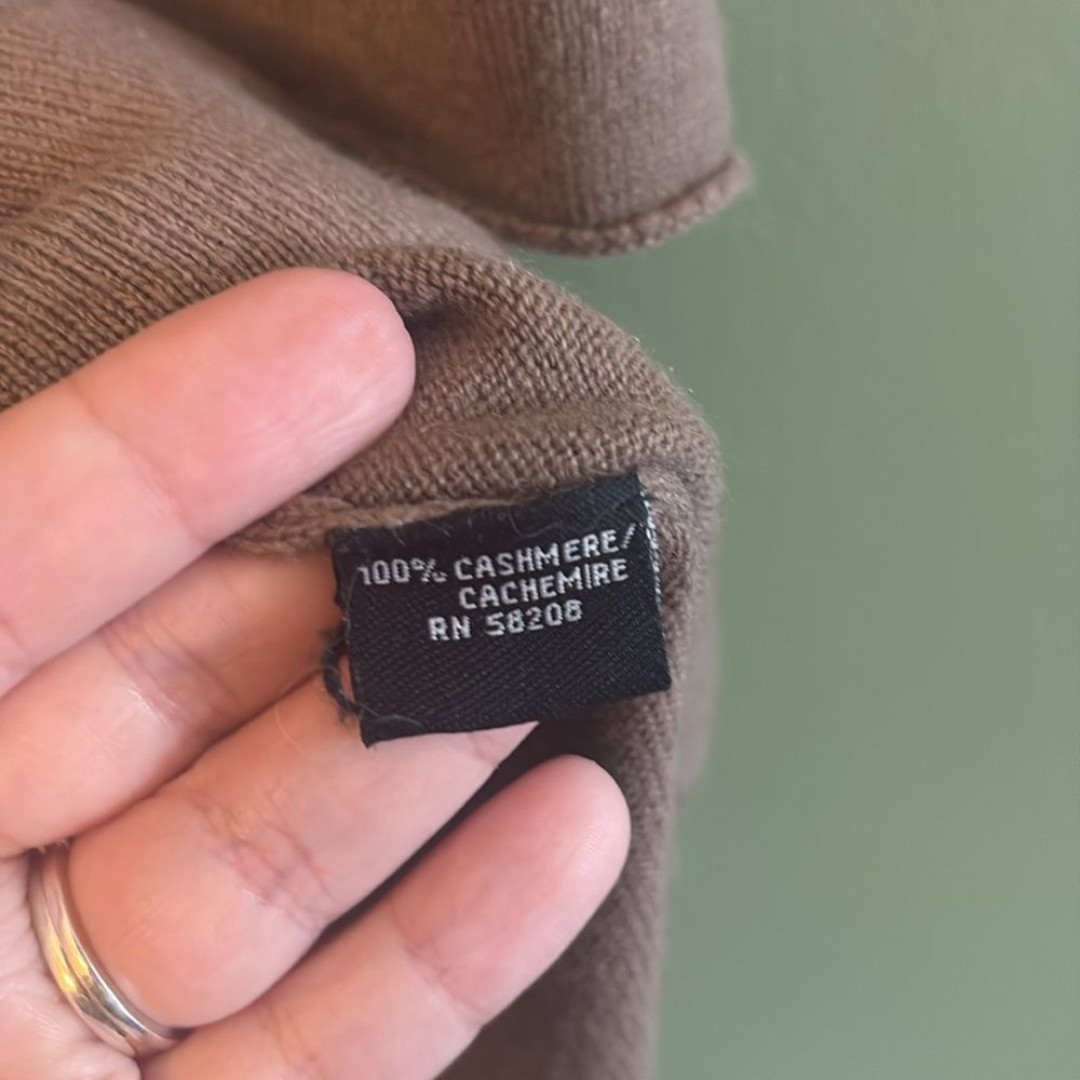 100% CASHMERE/
CACHEMIRE
RN 58208